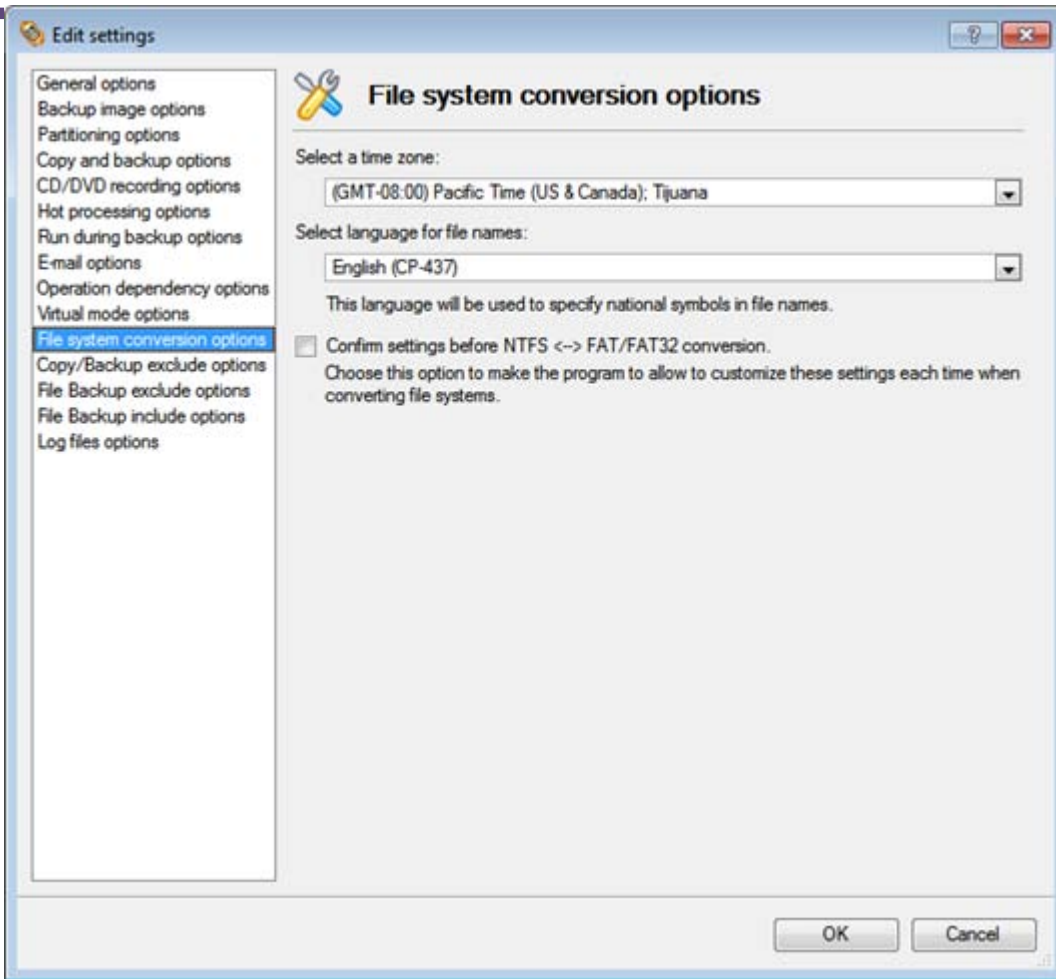 Edit settings
General options
Backup image options
Partitioning options
Copy and backup options
CD/DVD recording options
Hot processing options
Run during backup options
E-mail options
Operation dependency options
Virtual mode options
File system conversion options
Copy/Backup exclude options
File Backup exclude options
File Backup include options
Log files options
File system conversion options
Select a time zone:
(GMT-08:00) Pacific Time (US & Canada); Tijuana
Select language for file names:
English (CP-437)
This language will be used to specify national symbols in file names.
Confirm settings before NTFS <--> FAT/FAT32 conversion.
Choose this option to make the program to allow to customize these settings each time when
converting file systems.
OK
Cancel